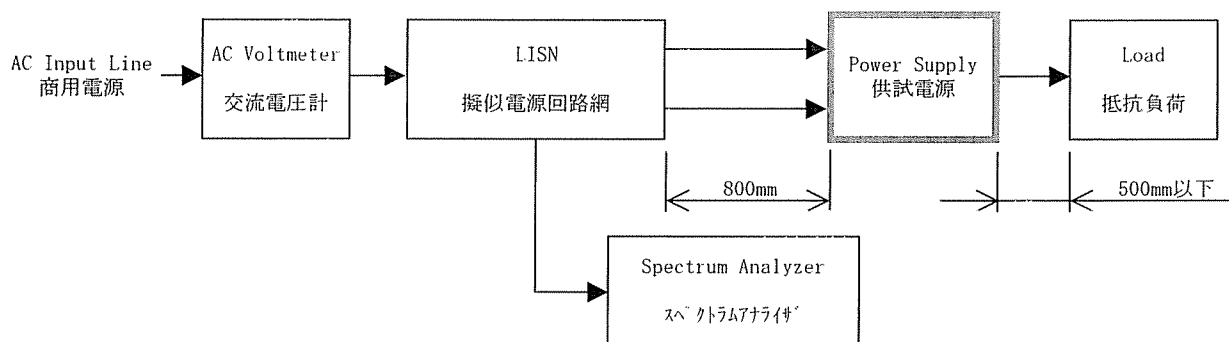 AC Input Line
商用電源
AC Voltmeter
交流電圧計
LISN
擬似電源回路網
Power Supply
供試電源
Load
抵抗負荷
800mm
500mm以下
Spectrum Analyzer
スペクトラムアナライザ